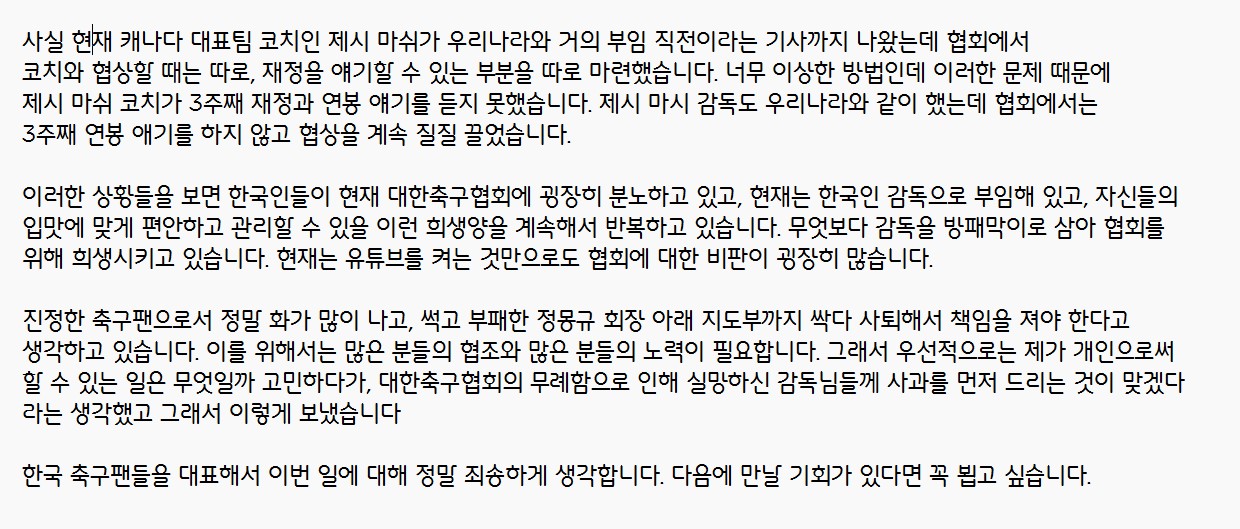 사실 현재 캐나다 대표팀 코치인 제시 마쉬가 우리나라와 거의 부임 직전이라는 기사까지 나왔는데 협회에서
코치와 협상할 때는 따로, 재정을 얘기할 수 있는 부분을 따로 마련했습니다. 너무 이상한 방법인데 이러한 문제 때문에
제시 마쉬 코치가 3주째 재정과 연봉 얘기를 듣지 못했습니다. 제시 마시 감독도 우리나라와 같이 했는데 협회에서는
3주째 연봉 얘기를 하지 않고 협상을 계속 질질 끌었습니다.
이러한 상황들을 보면 한국인들이 현재 대한축구협회에 굉장히 분노하고 있고, 현재는 한국인 감독으로 부임해 있고, 자신들의
입맛에 맞게 편안하고 관리할 수 있을 이런 희생양을 계속해서 반복하고 있습니다. 무엇보다 감독을 방패막이로 삼아 협회를
위해 희생시키고 있습니다. 현재는 유튜브를 켜는 것만으로도 협회에 대한 비판이 굉장히 많습니다.
진정한 축구팬으로서 정말 화가 많이 나고, 썩고 부패한 정몽규 회장 아래 지도부까지 싹다 사퇴해서 책임을 져야 한다고
생각하고 있습니다. 이를 위해서는 많은 분들의 협조와 많은 분들의 노력이 필요합니다. 그래서 우선적으로는 제가 개인으로써
할 수 있는 일은 무엇일까 고민하다가, 대한축구협회의 무례함으로 인해 실망하신 감독님들께 사과를 먼저 드리는 것이 맞겠다
라는 생각했고 그래서 이렇게 보냈습니다
한국 축구팬들을 대표해서 이번 일에 대해 정말 죄송하게 생각합니다. 다음에 만날 기회가 있다면 꼭 뵙고 싶습니다.